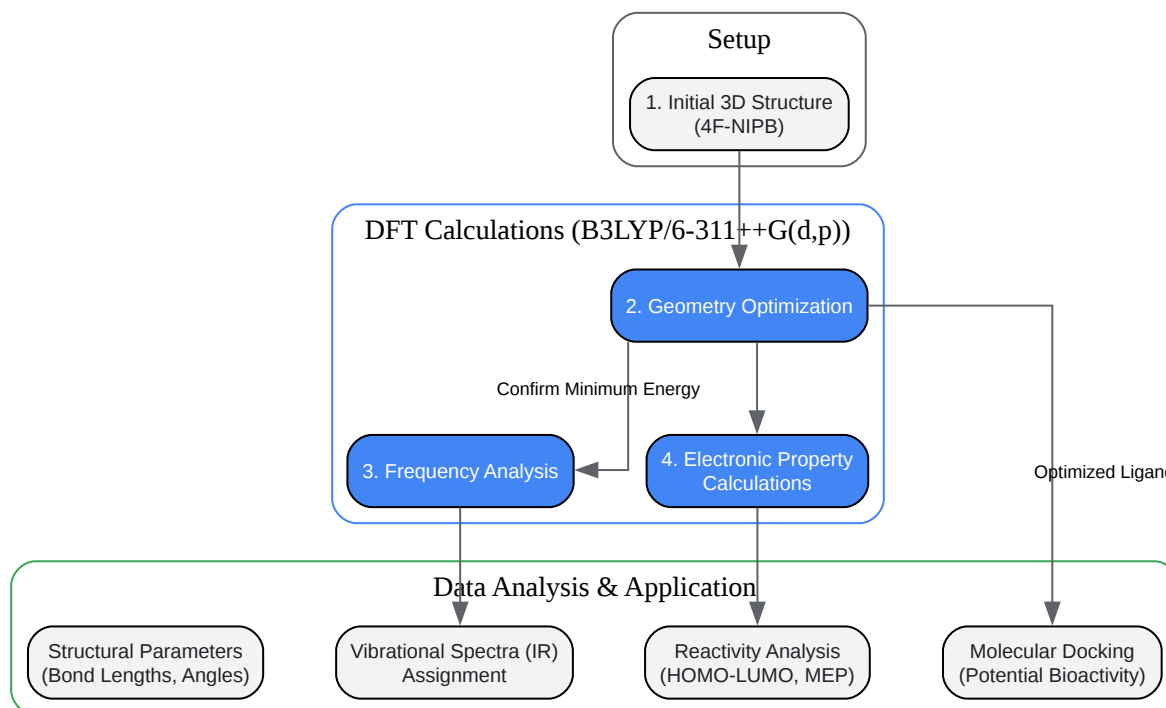 Setup
1. Initial 3D Structure
(4F-NIPB)
DFT Calculations (B3LYP/6-311++G(d,p))
2. Geometry Optimization
Confirm Minimum Energy
3. Frequency Analysis
4. Electronic Property
Calculations
Optimized Ligand
Data Analysis & Application
Structural Parameters
(Bond Lengths, Angles)
Vibrational Spectra (IR)
Assignment
Reactivity Analysis
(HOMO-LUMO, MEP)
Molecular Docking
(Potential Bioactivity)